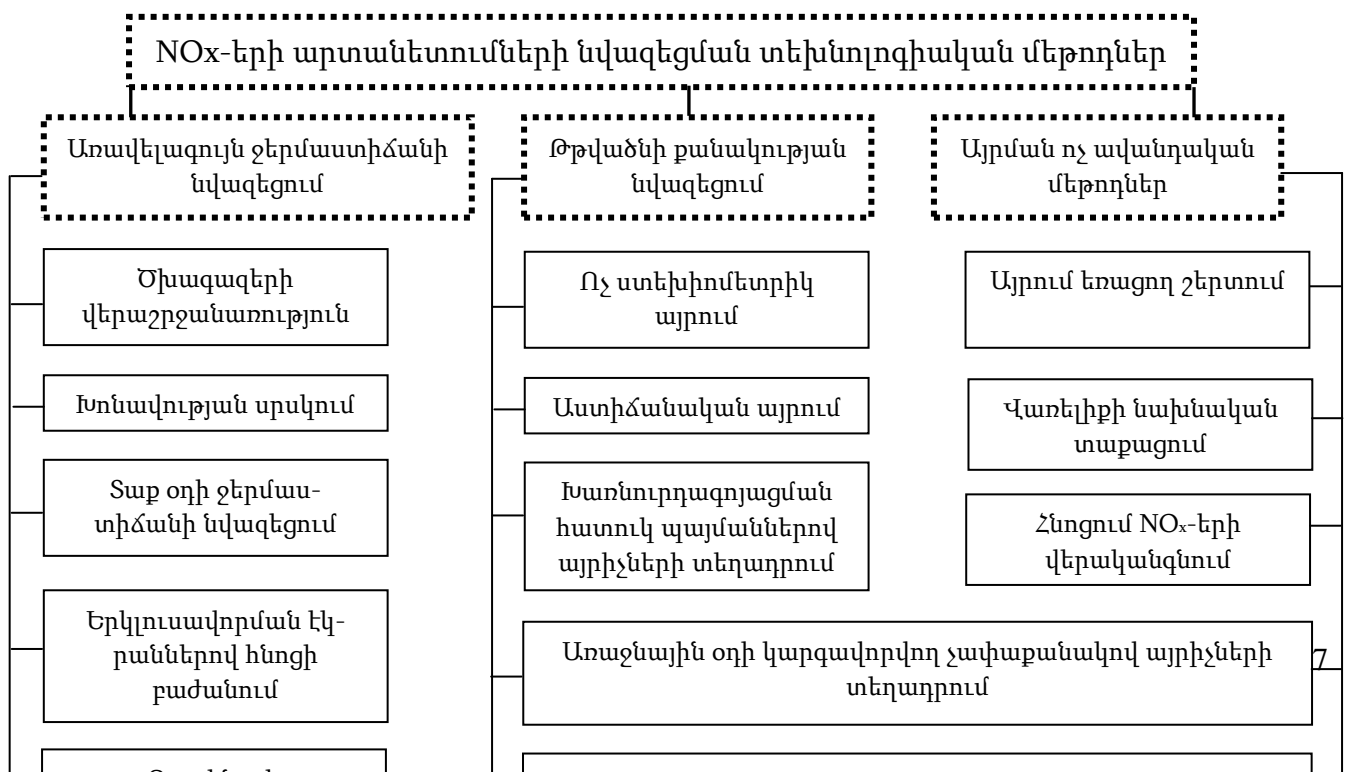 NOx-երի արտանետումների նվազեցման տեխնոլոգիական մեթոդներ
Առավելագույն ջերմաստիճանի
նվազեցում
Ծխագազերի
վերաշրջանառություն
Խոնավության սրսկում
Տաք օդի ջերմաս-
տիճանի նվազեցում
Երկլուսավորման էկ-
րաններով հնոցի
բաժանում
Թթվածնի քանակության
նվազեցում
Ոչ ստեխիոմետրիկ
այրում
Աստիճանական այրում
Խառնուրդագոյացման
հատուկ պայմաններով
այրիչների տեղադրում
Առաջնային օդի կարգավորվող չափաքանակով այրիչների
տեղադրում
Այրման ոչ ավանդական
մեթոդներ
Այրում եռացող շերտում
Վառելիքի նախնական
տաքացում
Հնոցում NOx-երի
վերականգնում
7